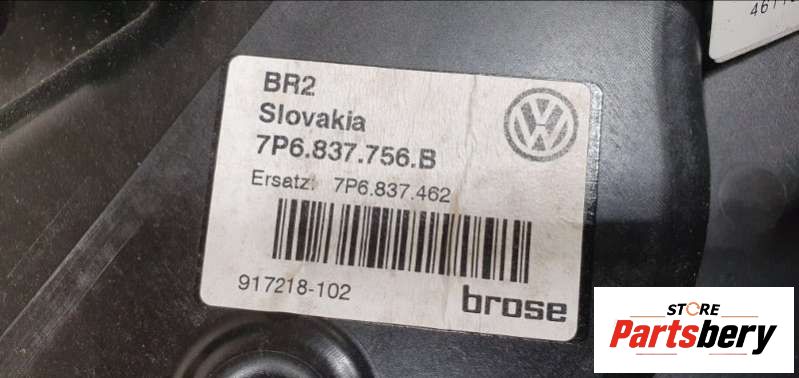 BR2
Slovakia
7P6.837.756.B
Ersatz: 7P6.837.462
917218-102
brose
STORE
Partsbery